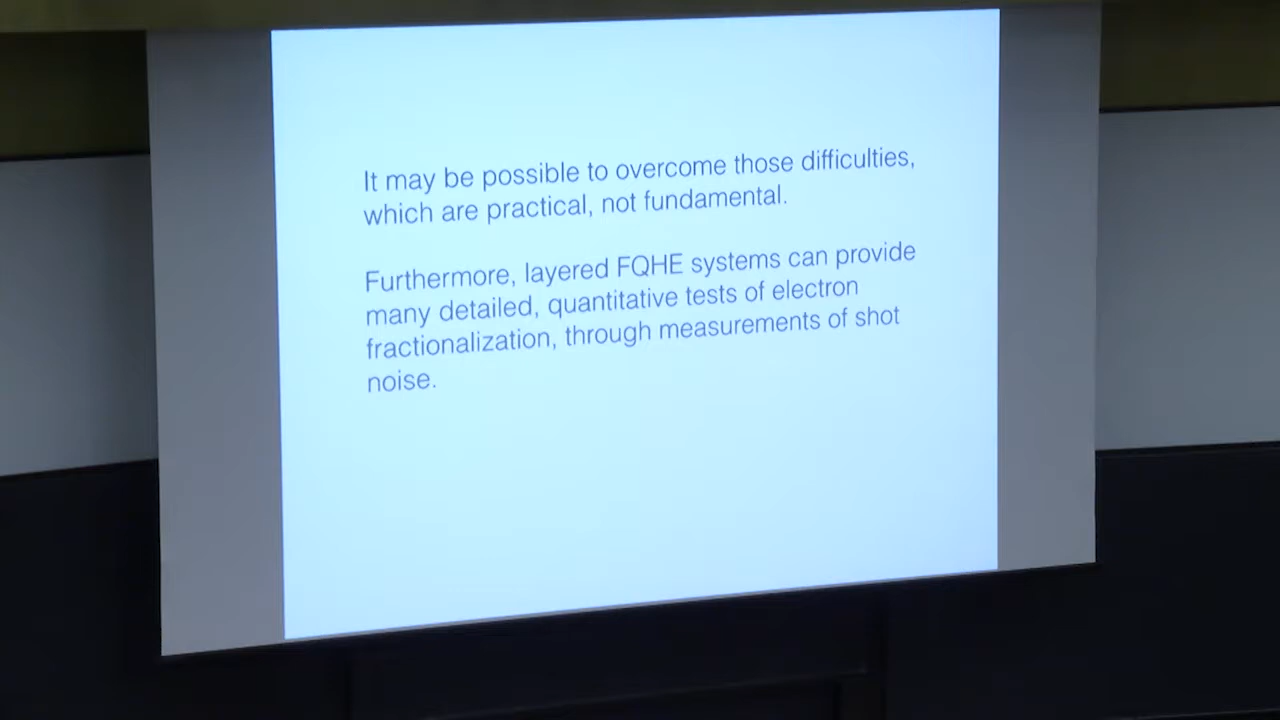 It may be possible to overcome those difficulties,
which are practical, not fundamental.
Furthermore, layered FQHE systems can provide
many detailed, quantitative tests of electron
fractionalization, through measurements of shot
noise.